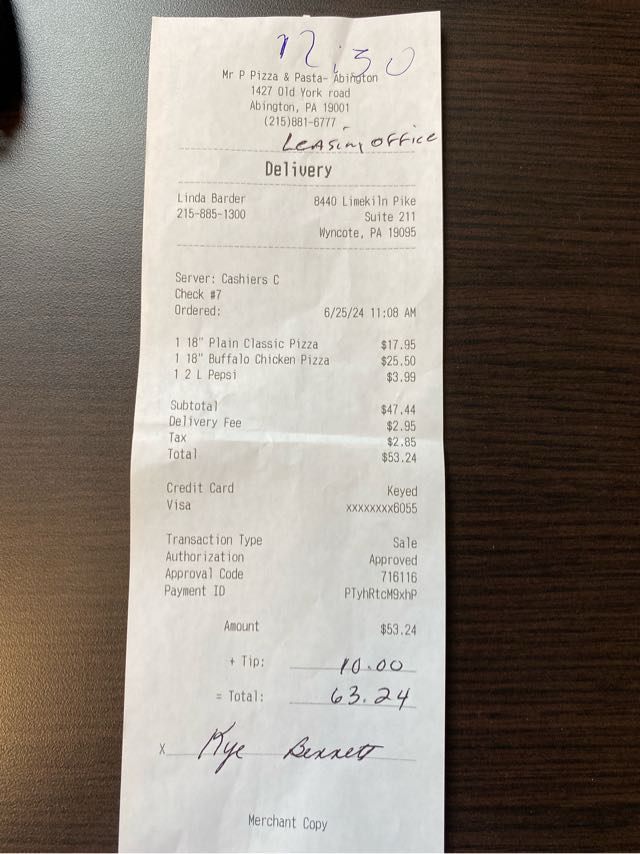 12:30
Mr P Pizza & Pasta- Abington
1427 Old York road
Abington, PA 19001
(215)881-6777
Leasing office
Delivery
Linda Barder 8440 Limekiln Pike
215-885-1300 Suite 211
Wyncote, PA 19095
Server: Cashiers C
Check #7
Ordered: 6/25/24 11:08 AM
1 18" Plain Classic Pizza $17.95
1 18" Buffalo Chicken Pizza $25.50
1 2 L Pepsi $3.99
Subtotal $47.44
Delivery Fee $2.95
Tax $2.85
Total $53.24
Credit Card Keyed
Visa xxxxxxxx6055
Transaction Type Sale
Authorization Approved
Approval Code 716116
Payment ID PTyhRtcM9xhP
Amount $53.24
+ Tip: 10.00
= Total: 63.24
X Kye Bennett
Merchant Copy